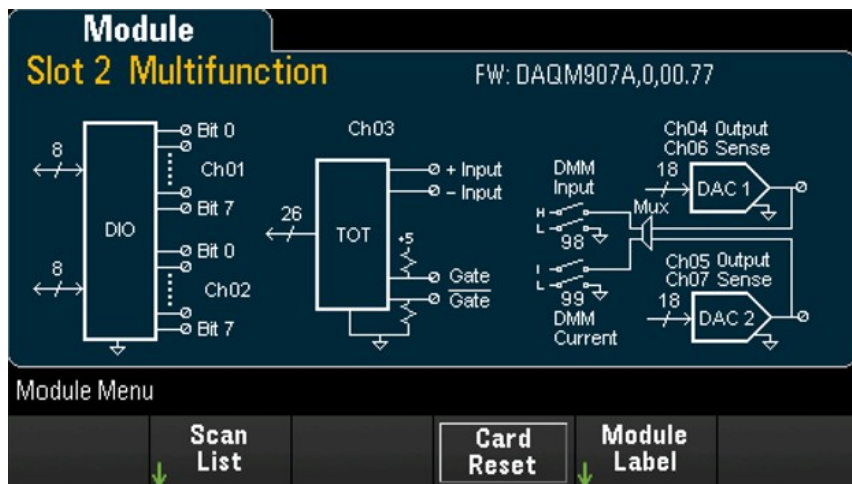 Module
Slot 2 Multifunction
FW: DAQM907A,0,00.77
8
Bit 0
Ch01
Bit 7
DIO
8
Bit 0
Ch02
Bit 7
Ch03
+ Input
- Input
26
TOT
+5
Gate
Gate
Ch04 Output
Ch06 Sense
18
DAC 1
DMM
Input
H
L
98
Mux
I
L
99
DMM
Current
Ch05 Output
Ch07 Sense
18
DAC 2
Module Menu
Scan
List
Card
Reset
Module
Label